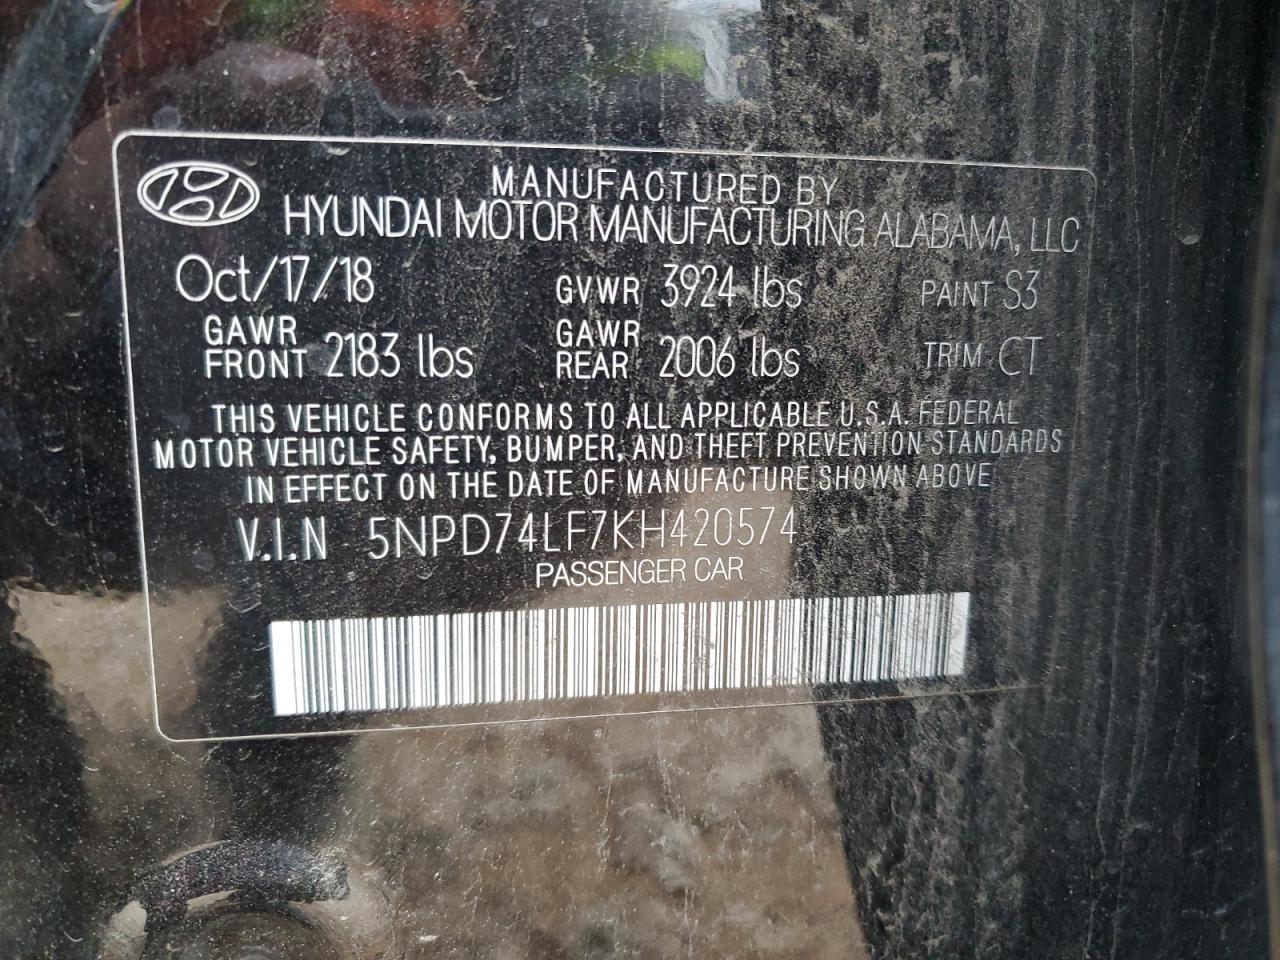 MANUFACTURED BY
HYUNDAI MOTOR MANUFACTURING ALABAMA, LLC
Oct/17/18 GVWR 3924 lbs PAINT S3
GAWR FRONT 2183 lbs GAWR REAR 2006 lbs TRIM CT
THIS VEHICLE CONFORMS TO ALL APPLICABLE U.S.A. FEDERAL
MOTOR VEHICLE SAFETY, BUMPER, AND THEFT PREVENTION STANDARDS
IN EFFECT ON THE DATE OF MANUFACTURE SHOWN ABOVE
V.I.N 5NPD74LF7KH420574
PASSENGER CAR